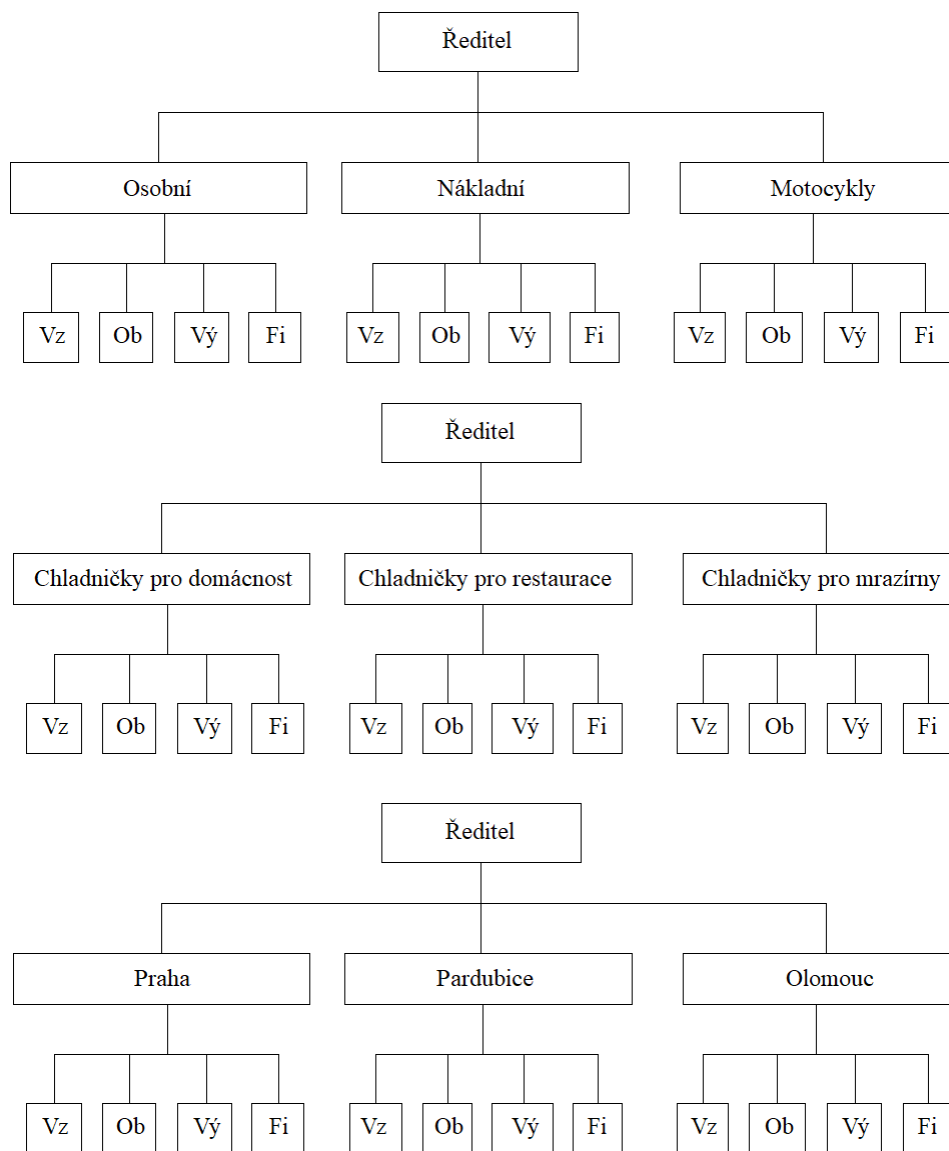 Ředitel
Osobní Nákladní Motocykly
Vz Ob Vý Fi Vz Ob Vý Fi Vz Ob Vý Fi
Ředitel
Chladničky pro domácnost Chladničky pro restaurace Chladničky pro mrazírny
Vz Ob Vý Fi Vz Ob Vý Fi Vz Ob Vý Fi
Ředitel
Praha Pardubice Olomouc
Vz Ob Vý Fi Vz Ob Vý Fi Vz Ob Vý Fi